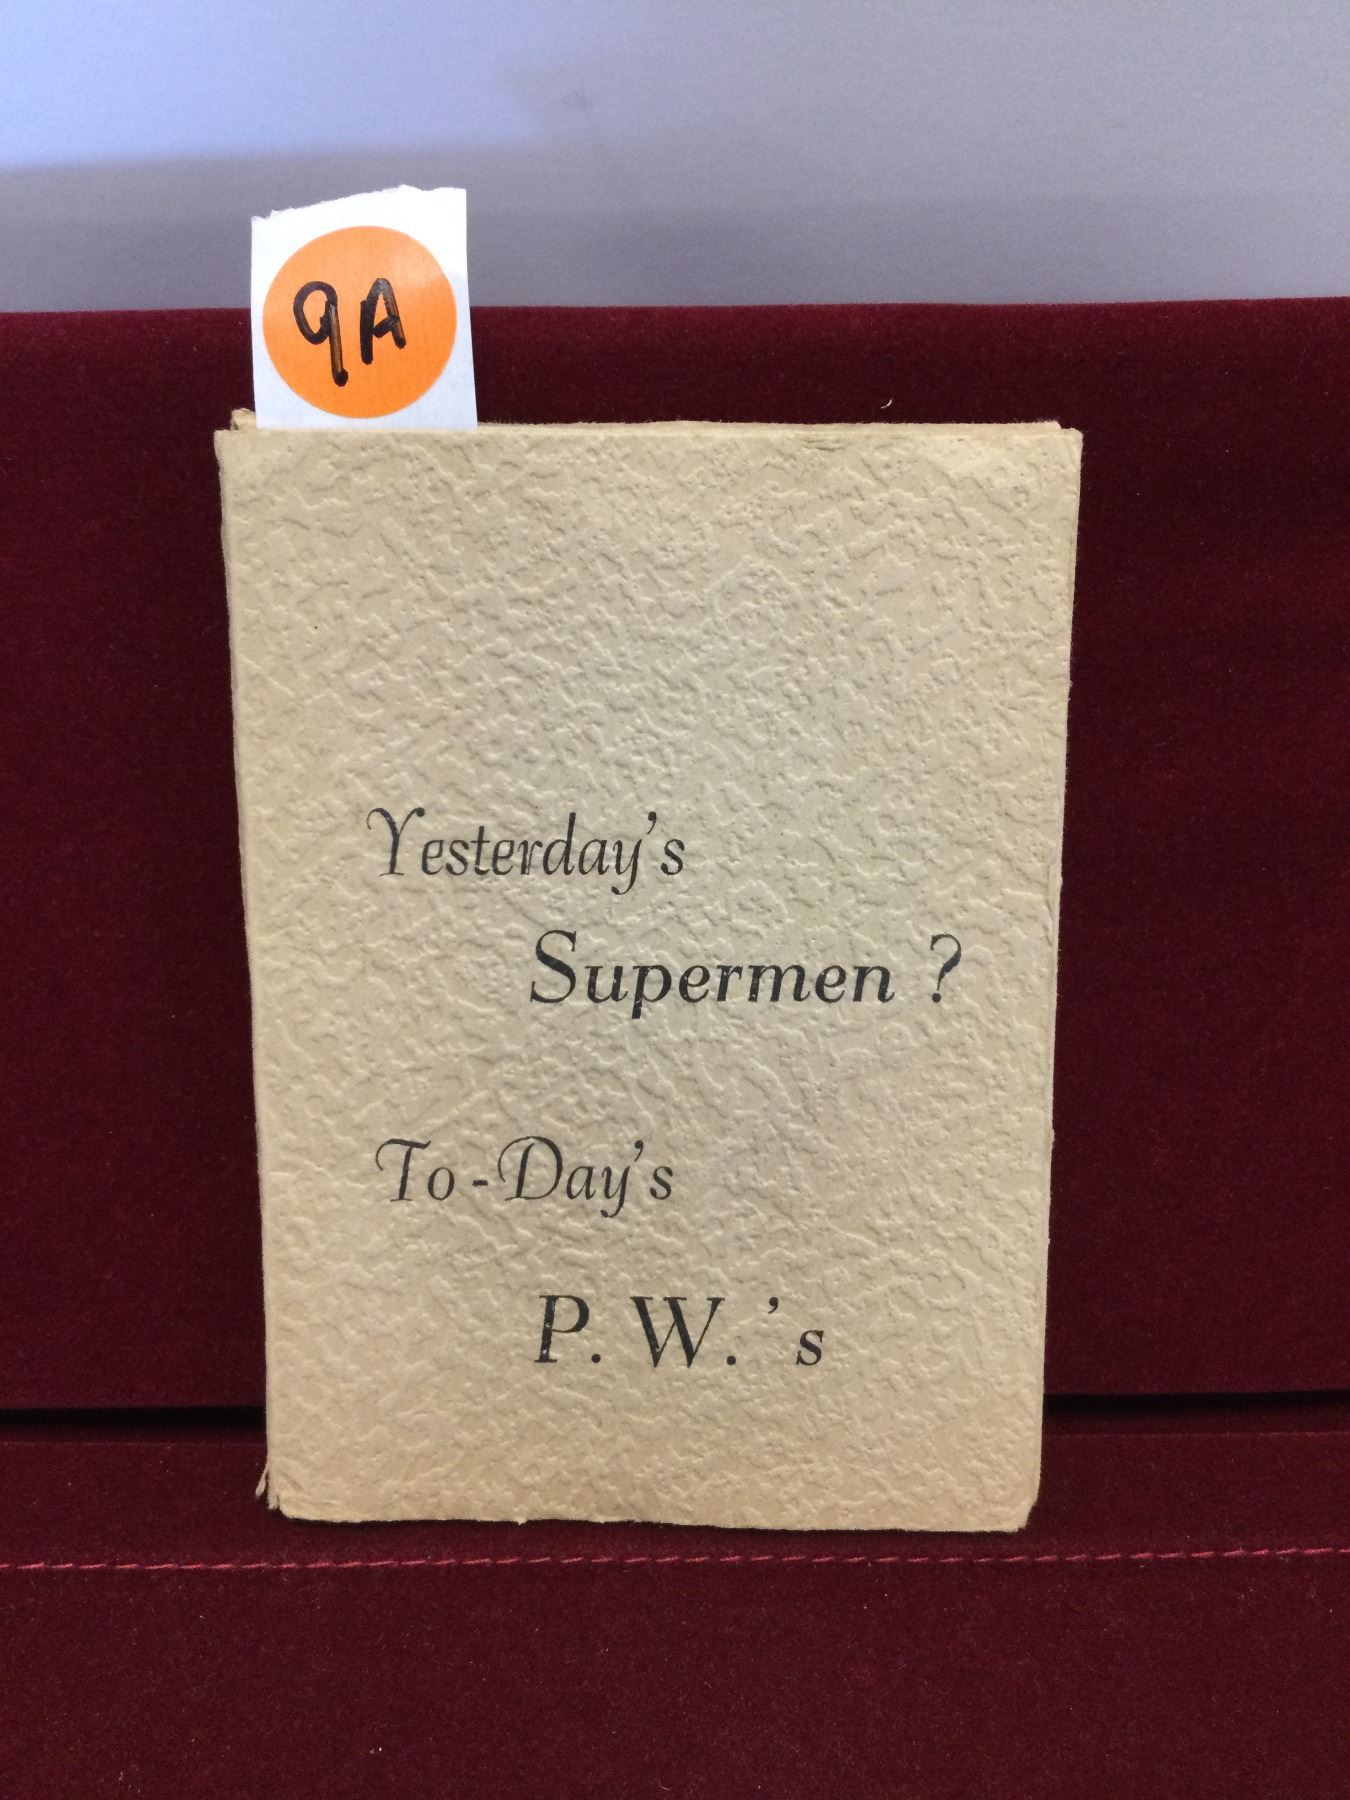 9A
Yesterday's
Supermen ?
To-Day's
P. W. 's